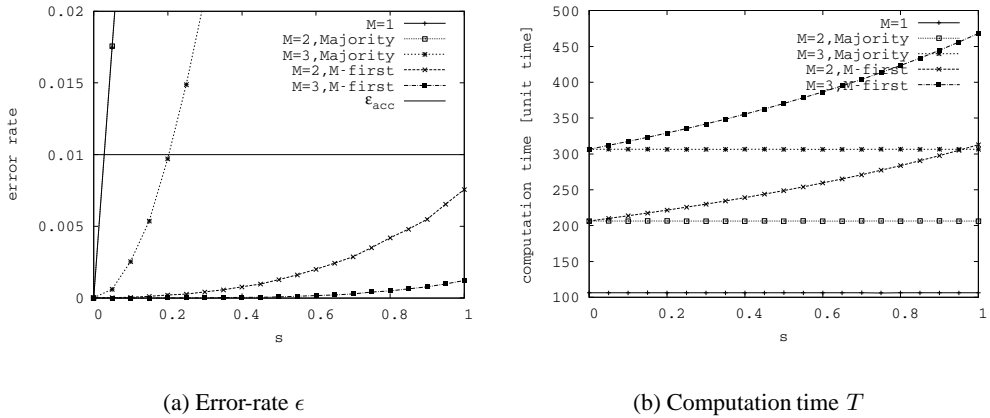 0.02
0.015
0.01
0.005
0
error rate
0
0.2
0.4
0.6
0.8
1
s
M=1
M=2,Majority
M=3,Majority
M=2,M-first
M=3,M-first
εacc
(a) Error-rate ϵ
500
450
400
350
300
250
200
150
100
computation time [unit time]
0
0.2
0.4
0.6
0.8
1
s
M=1
M=2,Majority
M=3,Majority
M=2,M-first
M=3,M-first
(b) Computation time T